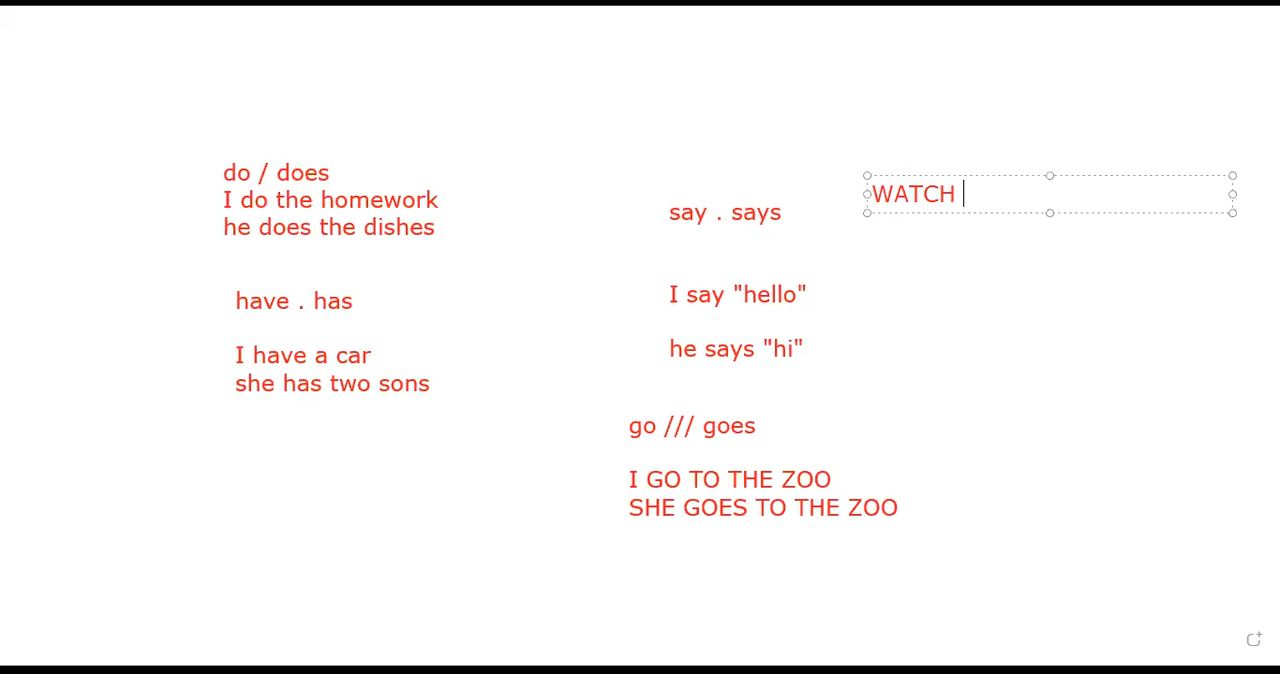 do / does
I do the homework
he does the dishes
have . has
I have a car
she has two sons
say . says
I say "hello"
he says "hi"
go /// goes
I GO TO THE ZOO
SHE GOES TO THE ZOO
WATCH